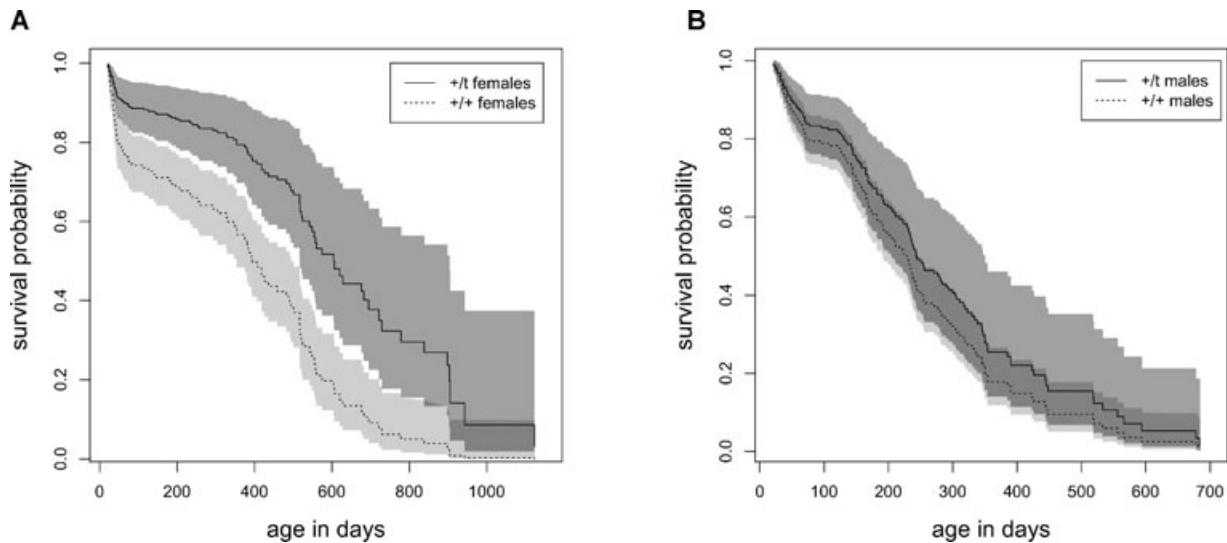 A
+/t females
+/+ females
survival probability
1.0
0.8
0.6
0.4
0.2
0.0
0 200 400 600 800 1000
age in days
B
+/t males
+/+ males
survival probability
1.0
0.8
0.6
0.4
0.2
0.0
0 100 200 300 400 500 600 700
age in days